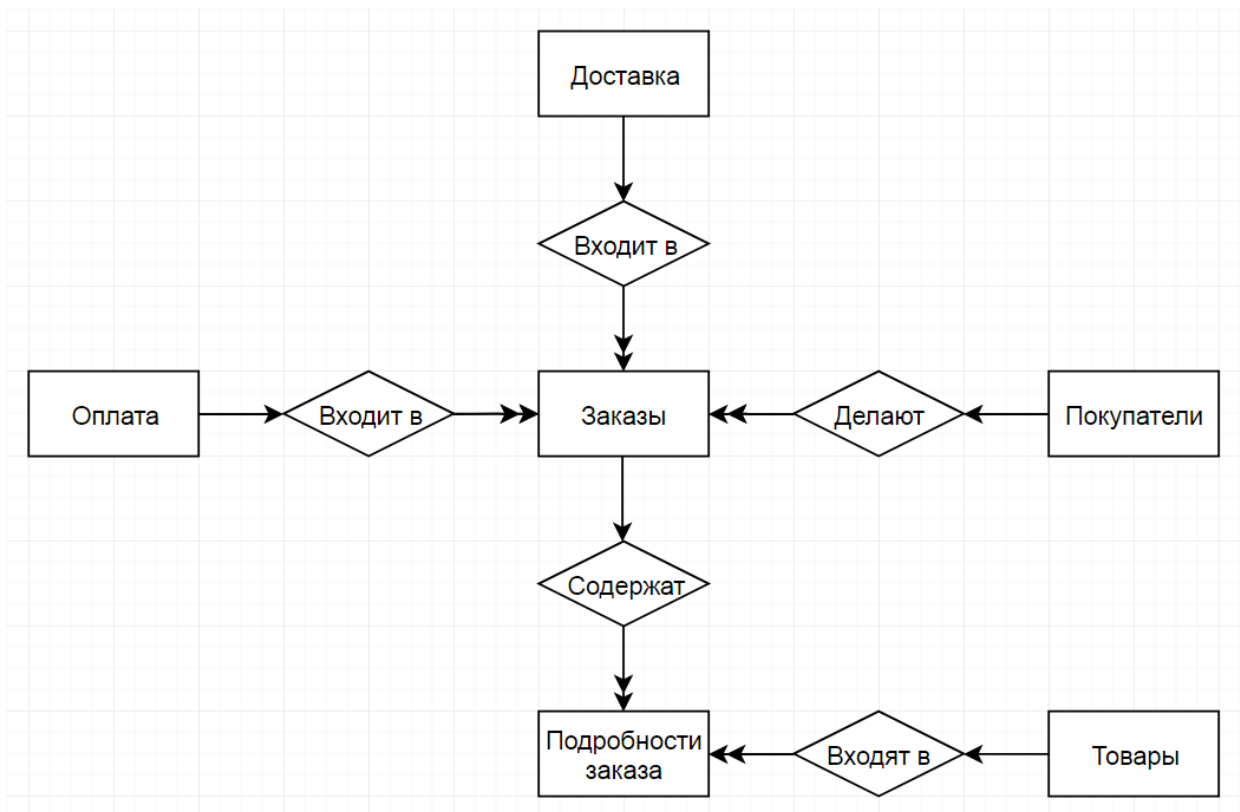 Доставка
Входит в
Оплата
Входит в
Заказы
Делают
Покупатели
Содержат
Подробности
заказа
Входят в
Товары